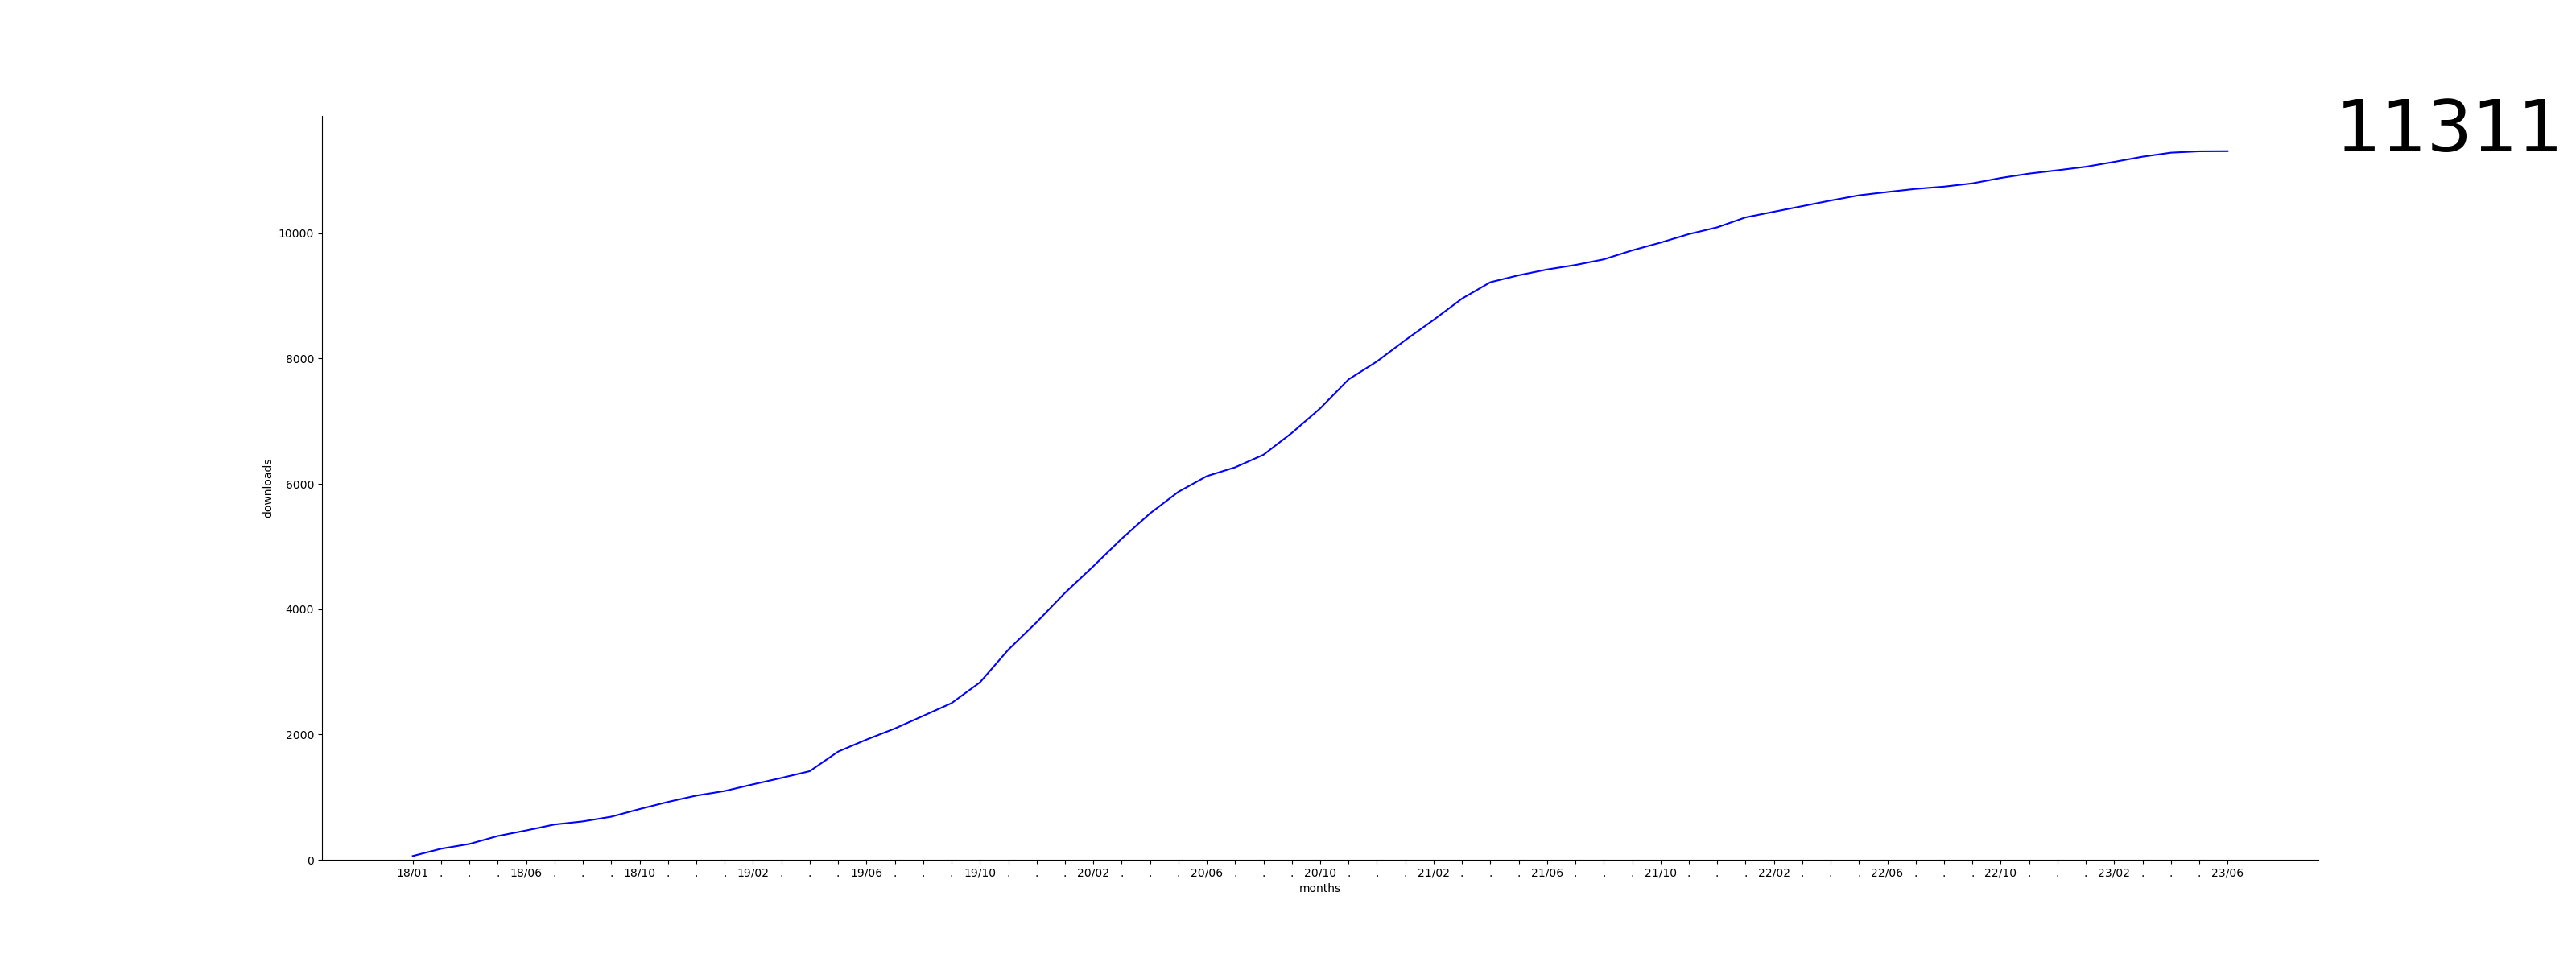 11311
10000
8000
6000
4000
2000
0
downloads
18/01 . . . 18/06 . . . 18/10 . . . 19/02 . . . 19/06 . . . 19/10 . . . 20/02 . . . 20/06 . . . 20/10 . . . 21/02 . . . 21/06 . . . 21/10 . . . 22/02 . . . 22/06 . . . 22/10 . . . 23/02 . . . 23/06
months